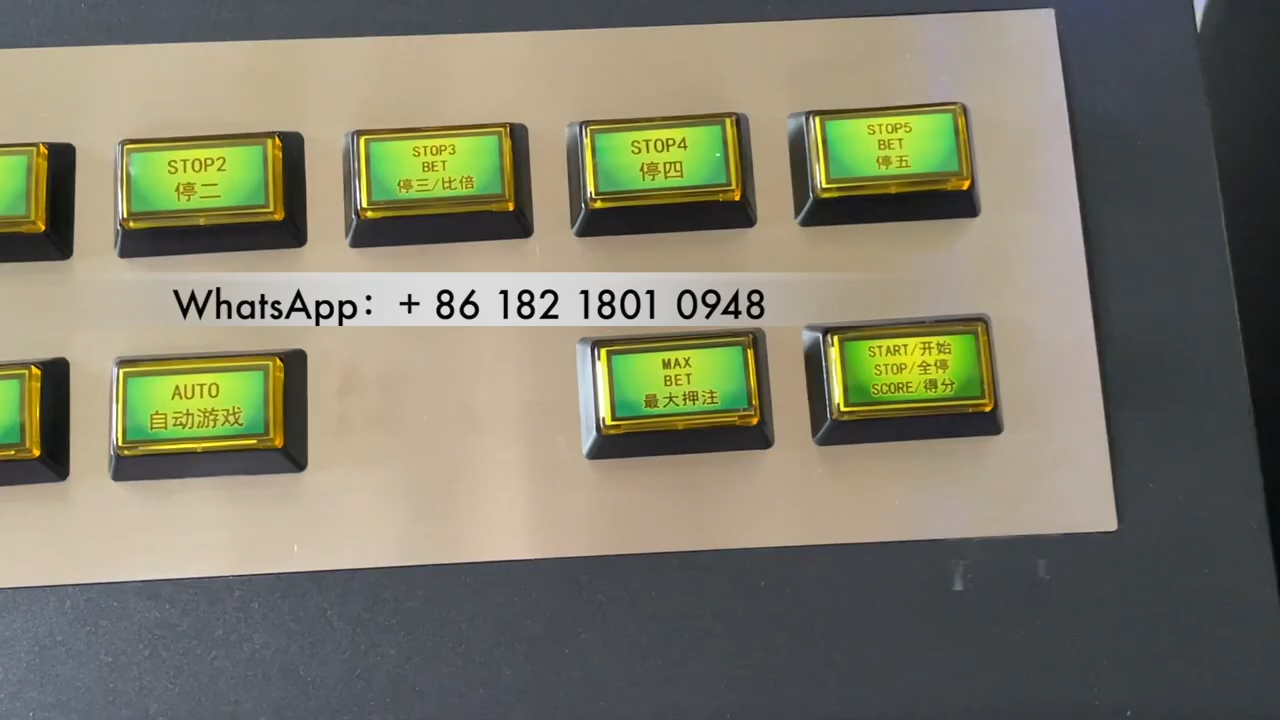 STOP2
停二
STOP3
BET
停三/比倍
STOP4
停四
STOP5
BET
停五
WhatsApp：+ 86 182 1801 0948
AUTO
自动游戏
MAX
BET
最大押注
START/开始
STOP/全停
SCORE/得分